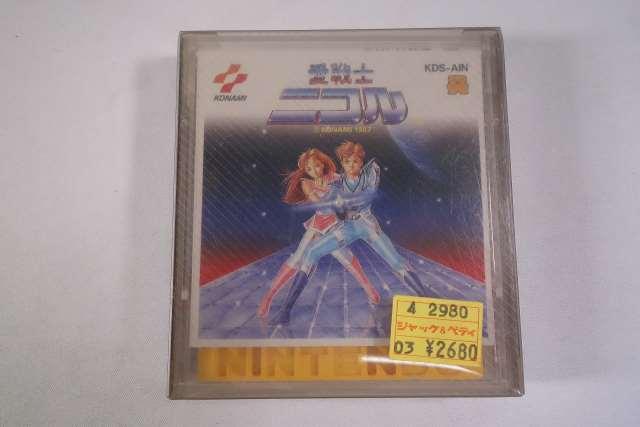 愛戦士
ニコル
© KONAMI 1987
KONAMI
KDS-AIN
A
4 2980
ジャック&ベティ
03 ¥2680
NINTENDO